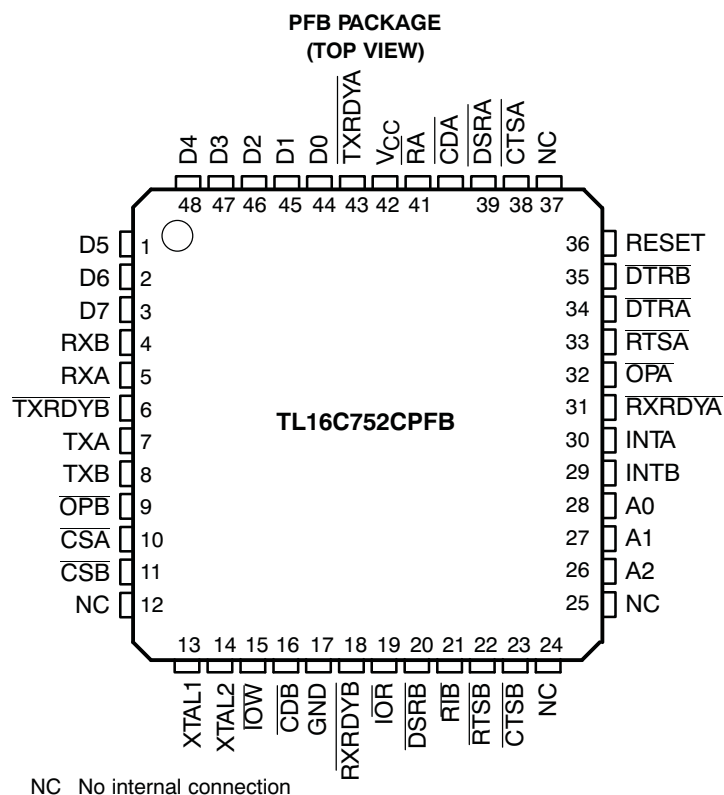 PFB PACKAGE
(TOP VIEW)
D4 D3 D2 D1 D0 TXRDYA VCC RA CDA DSRA CTSA NC
48 47 46 45 44 43 42 41 39 38 37
D5 1 36 RESET
D6 2 35 DTRB
D7 3 34 DTRA
RXB 4 33 RTSA
RXA 5 32 OPA
TXRDYB 6 31 RXRDYA
TL16C752CPFB
TXA 7 30 INTA
TXB 8 29 INTB
OPB 9 28 A0
CSA 10 27 A1
CSB 11 26 A2
NC 12 25 NC
13 14 15 16 17 18 19 20 21 22 23 24
XTAL1 XTAL2 IOW CDB GND RXRDYB IOR DSRB RIB RTSB CTSB NC
NC No internal connection